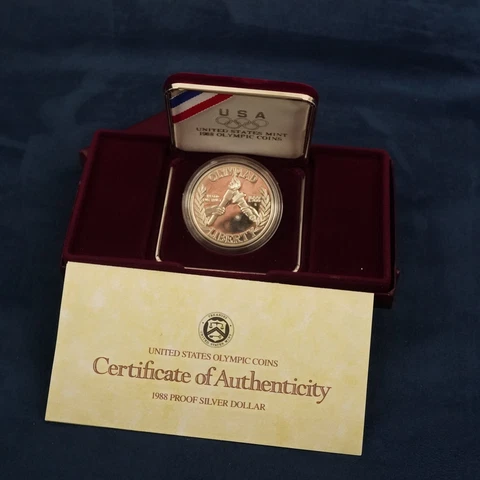 USA
UNITED STATES MINT
1988 OLYMPIC COINS
OLYMPIAD
LIBERTY
UNITED STATES OLYMPIC COINS
Certificate of Authenticity
1988 PROOF SILVER DOLLAR